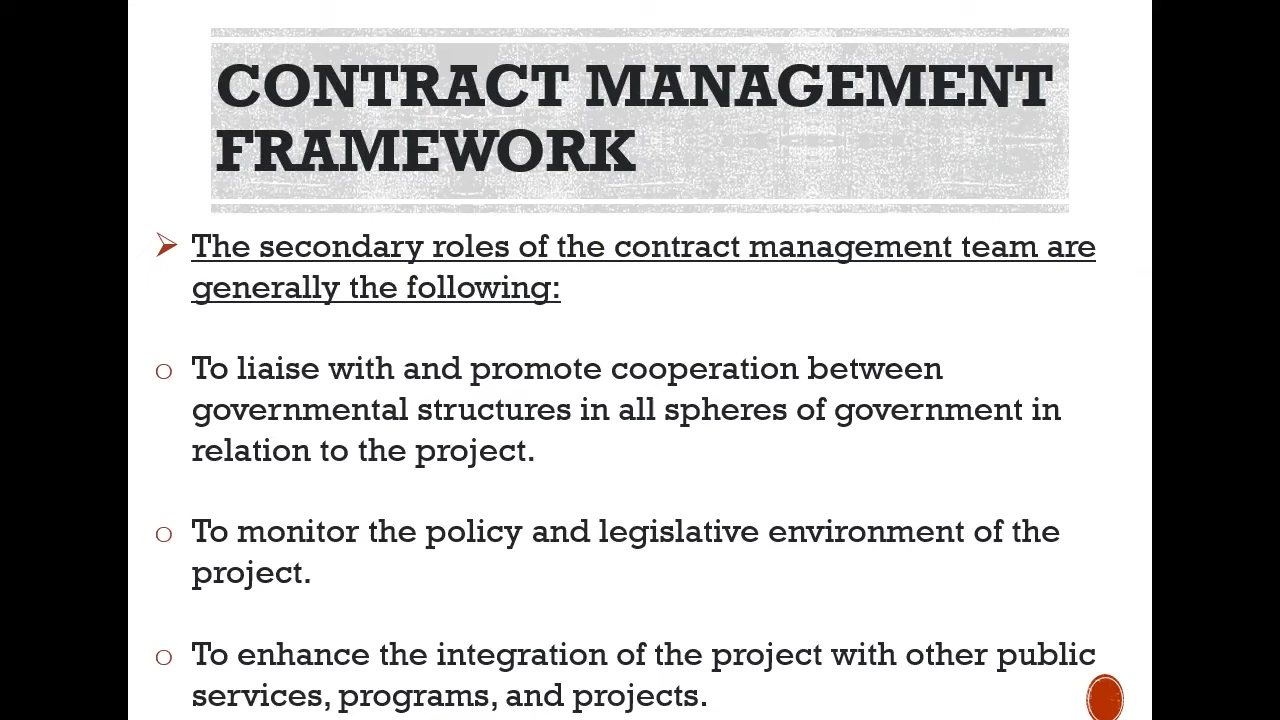 CONTRACT MANAGEMENT
FRAMEWORK
The secondary roles of the contract management team are
generally the following:
To liaise with and promote cooperation between
governmental structures in all spheres of government in
relation to the project.
To monitor the policy and legislative environment of the
project.
To enhance the integration of the project with other public
services, programs, and projects.